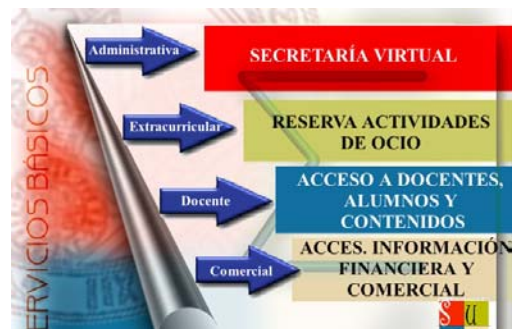 SERVICIOS BÁSICOS
Administrativa
SECRETARÍA VIRTUAL
Extracurricular
RESERVA ACTIVIDADES
DE OCIO
Docente
ACCESO A DOCENTES,
ALUMNOS Y
CONTENIDOS
Comercial
ACCES. INFORMACIÓN
FINANCIERA Y
COMERCIAL
S U